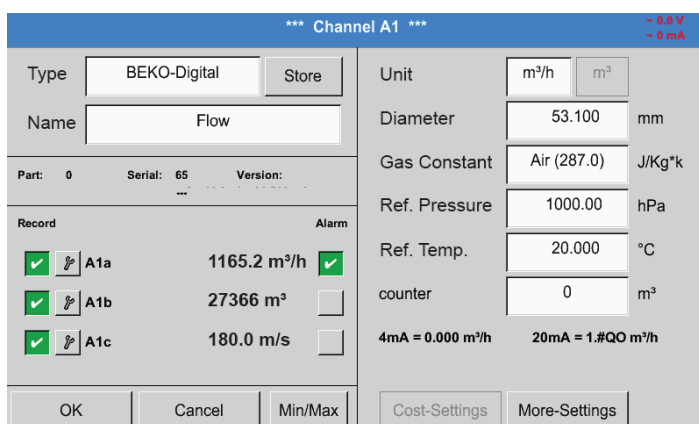 *** Channel A1 ***
~ 0.0 V
~ 0 mA
Type BEKO-Digital Store
Name Flow
Part: 0 Serial: 65 Version:
---
Record Alarm
A1a 1165.2 m³/h
A1b 27366 m³
A1c 180.0 m/s
OK Cancel Min/Max
Unit m³/h m³
Diameter 53.100 mm
Gas Constant Air (287.0) J/Kg*k
Ref. Pressure 1000.00 hPa
Ref. Temp. 20.000 °C
counter 0 m³
4mA = 0.000 m³/h 20mA = 1.#QO m³/h
Cost-Settings More-Settings